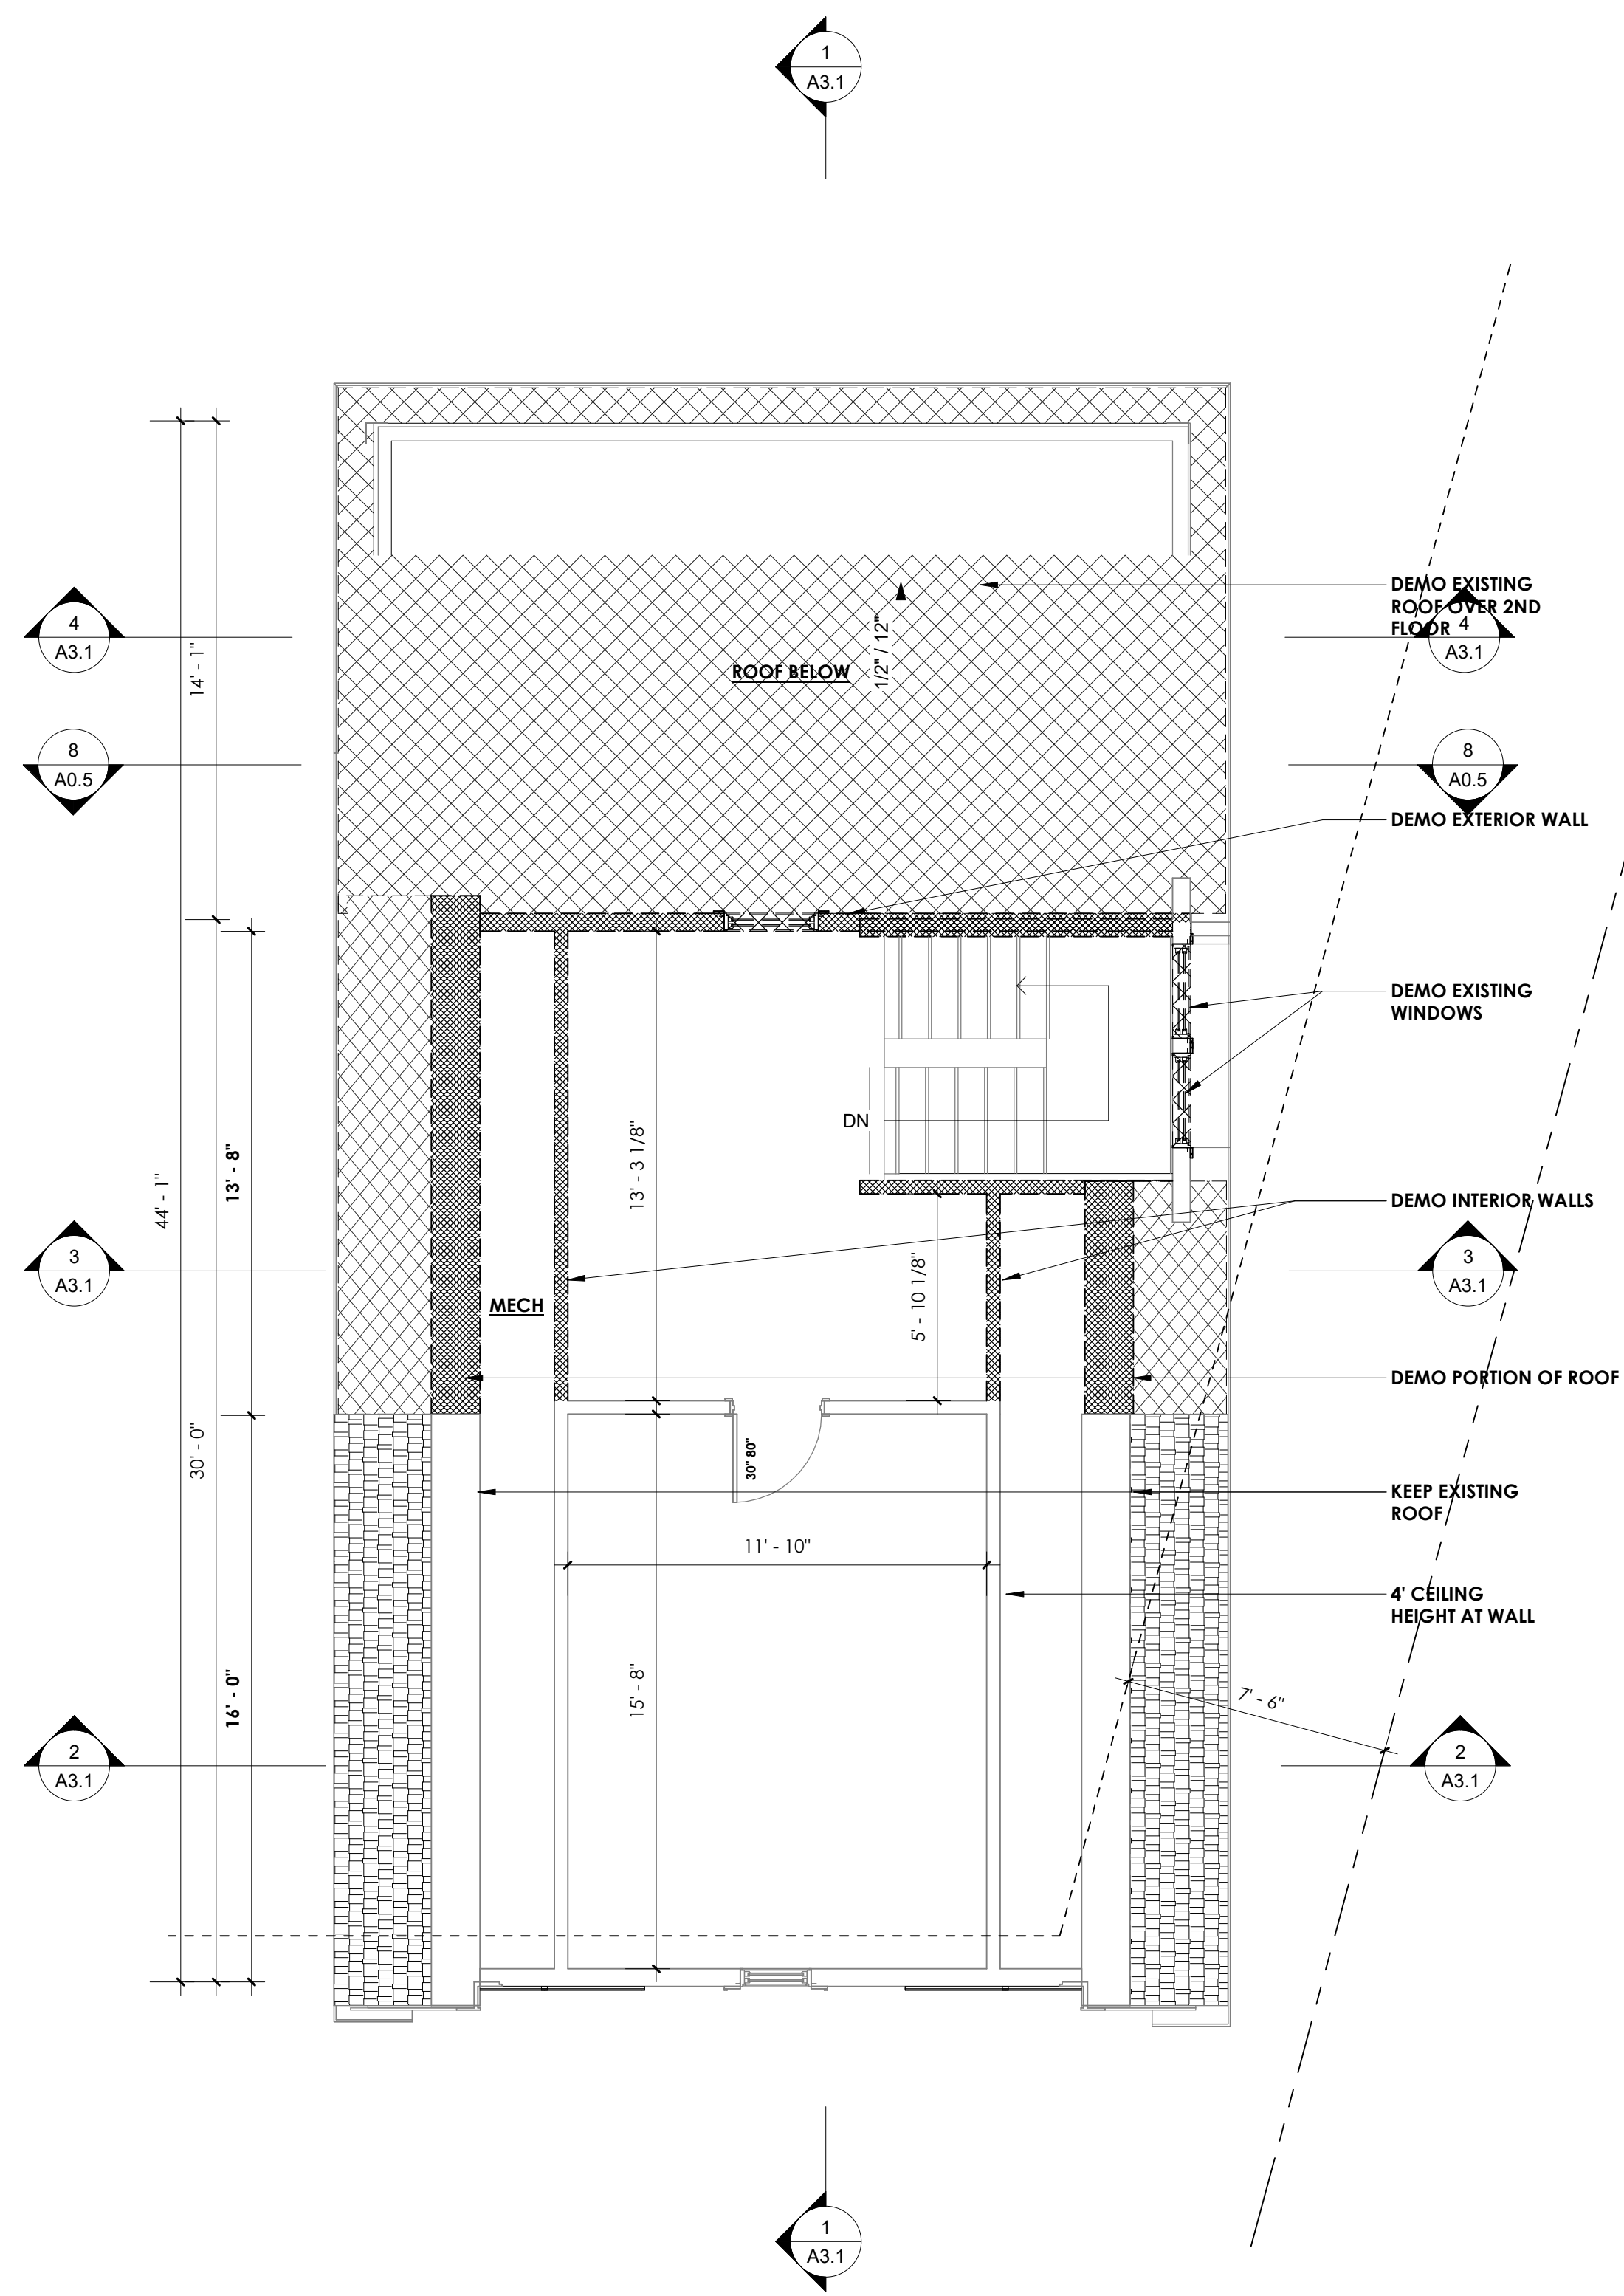 1
A3.1
DEMO EXISTING
ROOF OVER 2ND
FLOOR
4
A3.1
4
A3.1
14' - 1"
ROOF BELOW
1/2" / 12"
8
A0.5
8
A0.5
DEMO EXTERIOR WALL
DEMO EXISTING
WINDOWS
DN
13' - 3 1/8"
44' - 1"
13' - 8"
DEMO INTERIOR WALLS
3
A3.1
3
A3.1
MECH
5' - 10 1/8"
DEMO PORTION OF ROOF
30' - 0"
30" 80"
KEEP EXISTING
ROOF
11' - 10"
4' CEILING
HEIGHT AT WALL
16' - 0"
15' - 8"
7' - 6"
2
A3.1
2
A3.1
1
A3.1